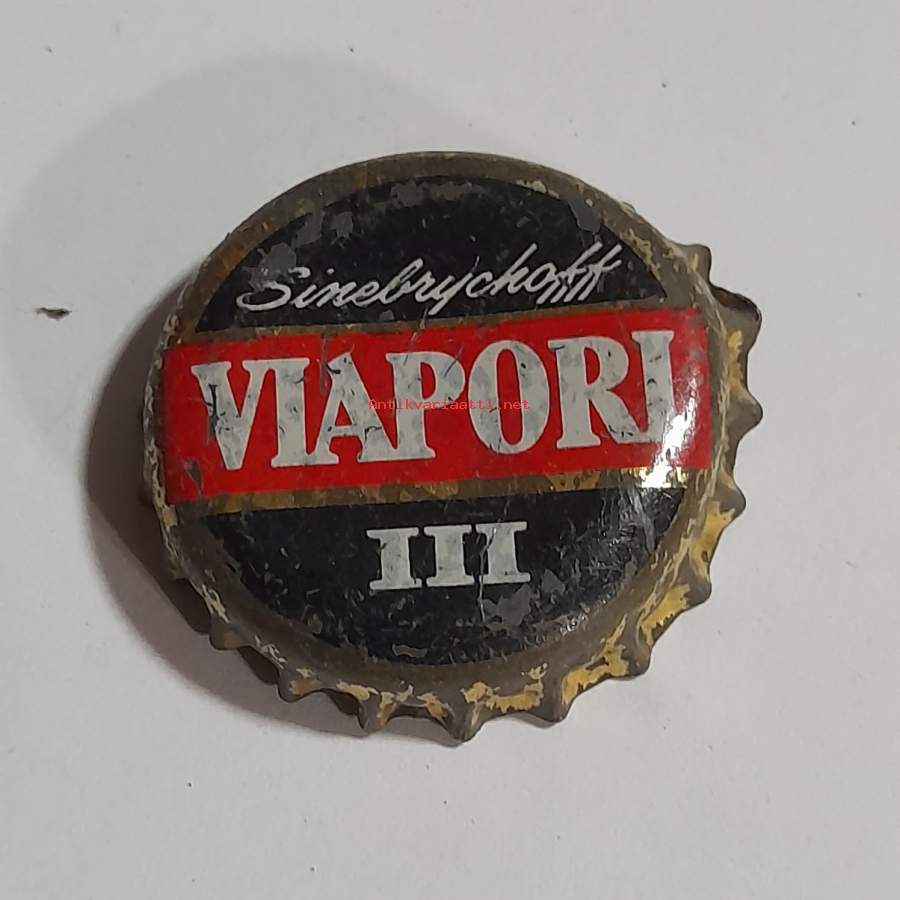 Sinebrychoff
VIAPORI
Antikvariaatti.net
III